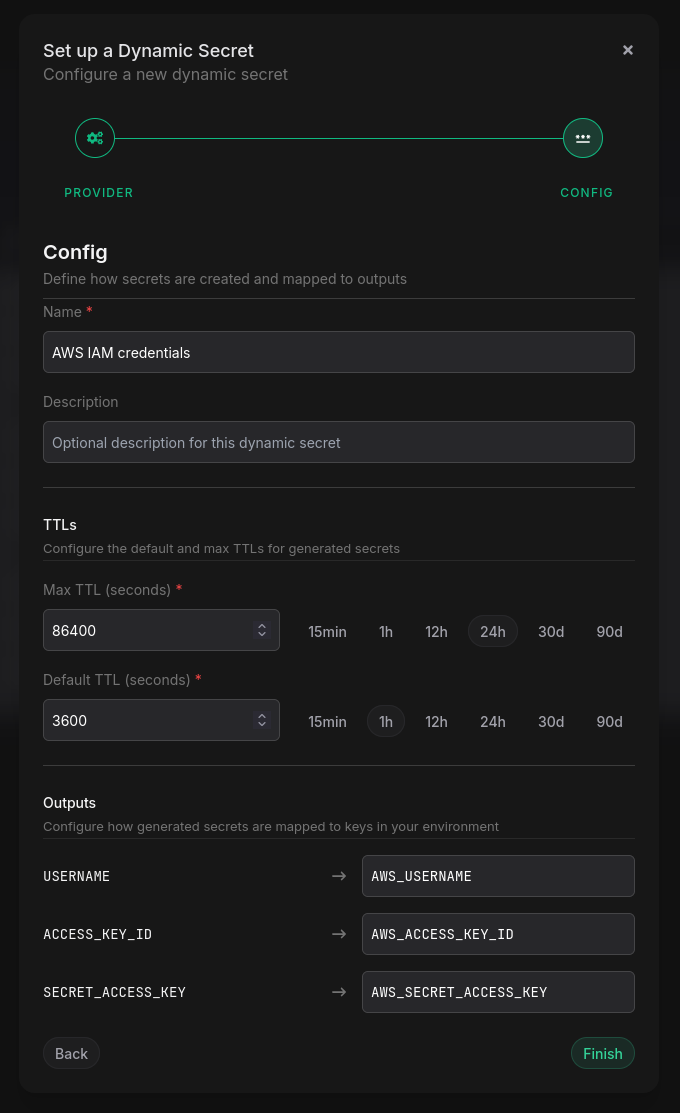 Set up a Dynamic Secret
Configure a new dynamic secret
PROVIDER CONFIG
Config
Define how secrets are created and mapped to outputs
Name *
AWS IAM credentials
Description
Optional description for this dynamic secret
TTLs
Configure the default and max TTLs for generated secrets
Max TTL (seconds) *
86400 15min 1h 12h 24h 30d 90d
Default TTL (seconds) *
3600 15min 1h 12h 24h 30d 90d
Outputs
Configure how generated secrets are mapped to keys in your environment
USERNAME → AWS_USERNAME
ACCESS_KEY_ID → AWS_ACCESS_KEY_ID
SECRET_ACCESS_KEY → AWS_SECRET_ACCESS_KEY
Back Finish